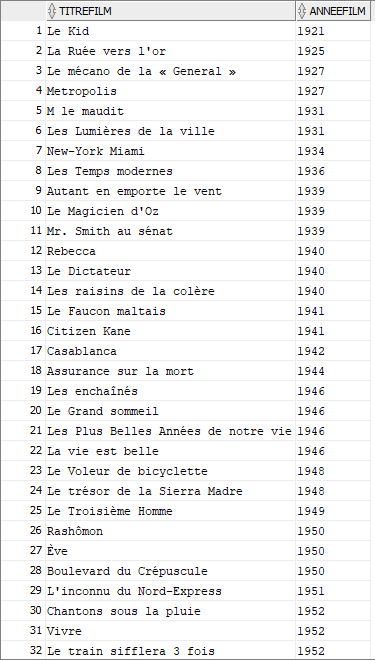 TITREFILM ANNEEFILM
1 Le Kid 1921
2 La Ruée vers l'or 1925
3 Le mécano de la « General » 1927
4 Metropolis 1927
5 M le maudit 1931
6 Les Lumières de la ville 1931
7 New-York Miami 1934
8 Les Temps modernes 1936
9 Autant en emporte le vent 1939
10 Le Magicien d'Oz 1939
11 Mr. Smith au sénat 1939
12 Rebecca 1940
13 Le Dictateur 1940
14 Les raisins de la colère 1940
15 Le Faucon maltais 1941
16 Citizen Kane 1941
17 Casablanca 1942
18 Assurance sur la mort 1944
19 Les enchaînés 1946
20 Le Grand sommeil 1946
21 Les Plus Belles Années de notre vie 1946
22 La vie est belle 1946
23 Le Voleur de bicyclette 1948
24 Le trésor de la Sierra Madre 1948
25 Le Troisième Homme 1949
26 Rashômon 1950
27 Ève 1950
28 Boulevard du Crépuscule 1950
29 L'inconnu du Nord-Express 1951
30 Chantons sous la pluie 1952
31 Vivre 1952
32 Le train sifflera 3 fois 1952